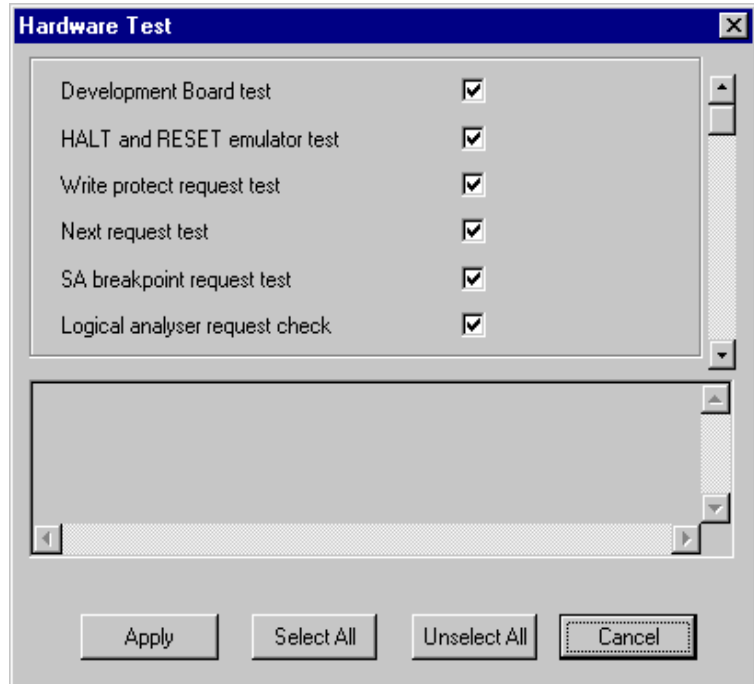 Hardware Test
Development Board test
HALT and RESET emulator test
Write protect request test
Next request test
SA breakpoint request test
Logical analyser request check
Apply Select All Unselect All Cancel